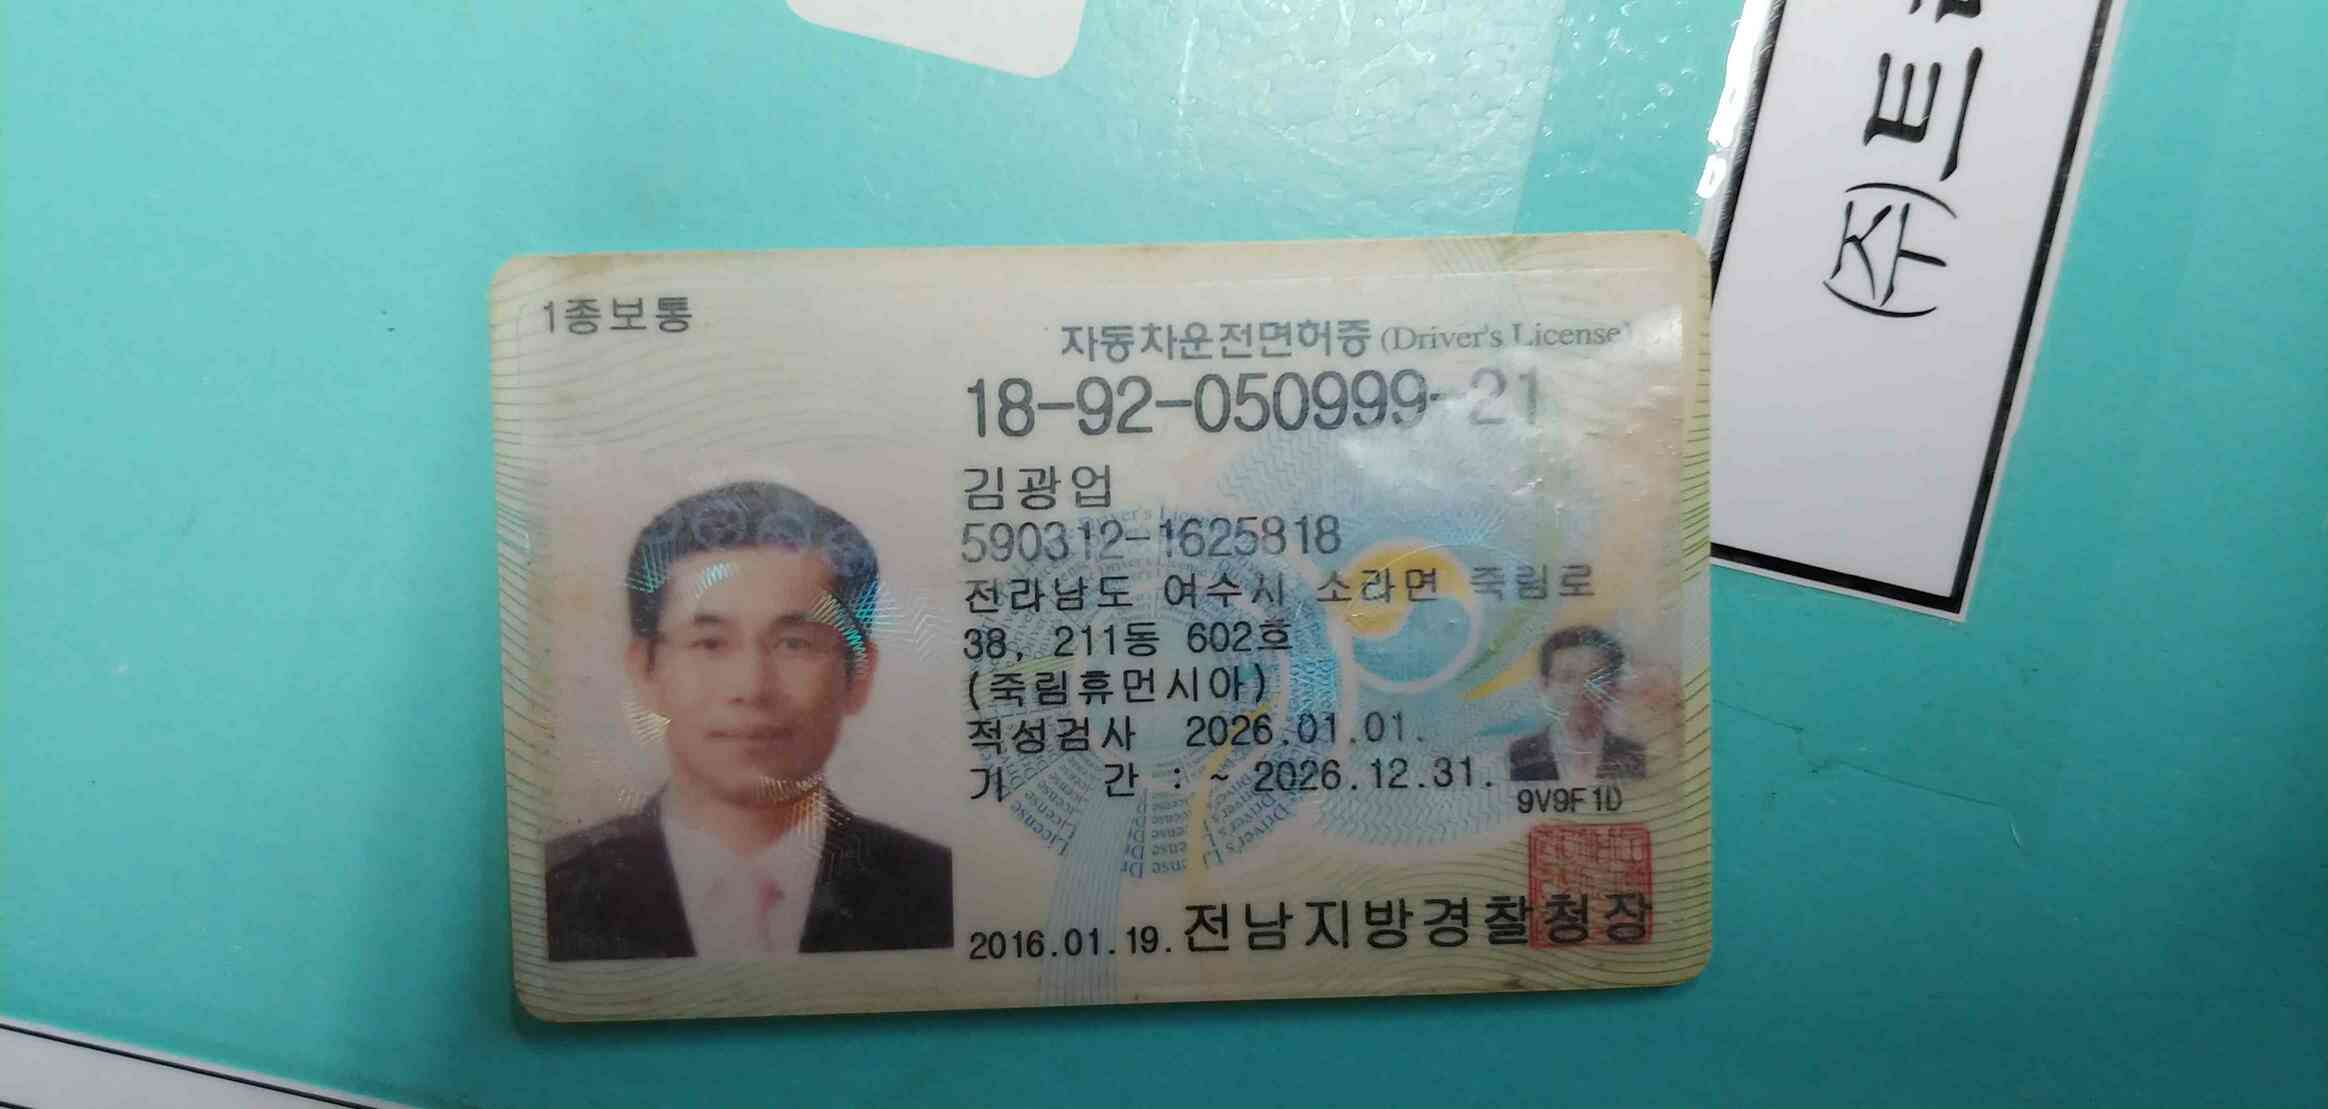 (주)트
1종보통
자동차운전면허증 (Driver's License)
18-92-050999-21
김광업
590312-1625818
전라남도 여수시 소라면 죽림로
38, 211동 602호
(죽림휴먼시아)
적성검사 2026.01.01.
기 간 : ~ 2026.12.31.
9V9F1D
2016.01.19. 전남지방경찰청장